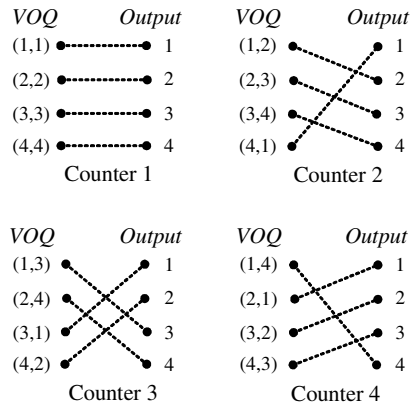 VOQ Output
(1,1) 1
(2,2) 2
(3,3) 3
(4,4) 4
Counter 1
VOQ Output
(1,2) 1
(2,3) 2
(3,4) 3
(4,1) 4
Counter 2
VOQ Output
(1,3) 1
(2,4) 2
(3,1) 3
(4,2) 4
Counter 3
VOQ Output
(1,4) 1
(2,1) 2
(3,2) 3
(4,3) 4
Counter 4